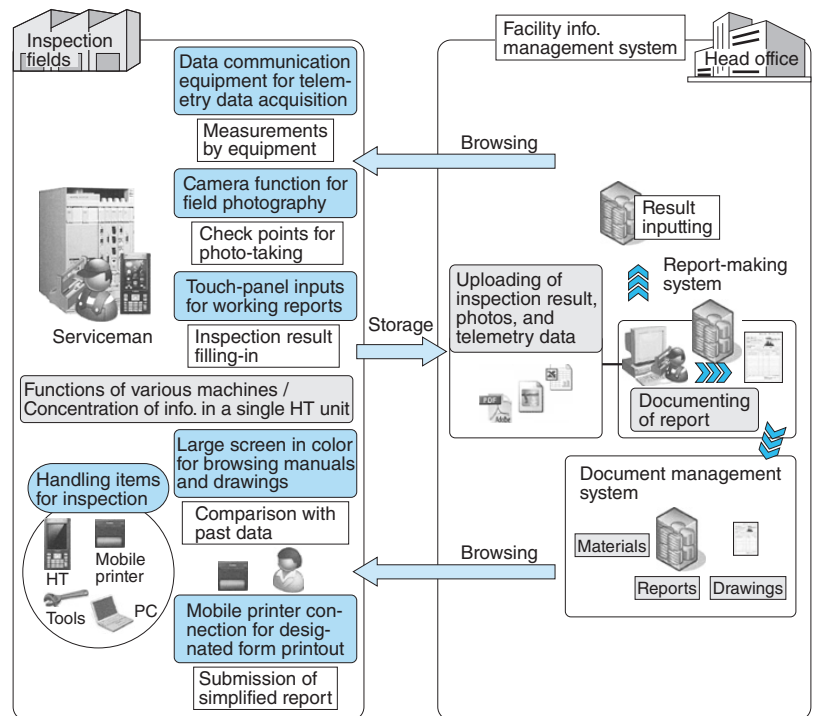 Inspection
fields
Data communication
equipment for telem-
etry data acquisition
Measurements
by equipment
Camera function for
field photography
Check points for
photo-taking
Touch-panel inputs
for working reports
Inspection result
filling-in
Serviceman
Functions of various machines /
Concentration of info. in a single HT unit
Large screen in color
for browsing manuals
and drawings
Comparison with
past data
Handling items
for inspection
HT
Mobile
printer
Tools
PC
Mobile printer con-
nection for desig-
nated form printout
Submission of
simplified report
Browsing
Storage
Browsing
Facility info.
management system
Head office
Result
inputting
Report-making
system
Uploading of
inspection result,
photos, and
telemetry data
PDF
Adobe
Documenting
of report
Document management
system
Materials
Reports
Drawings